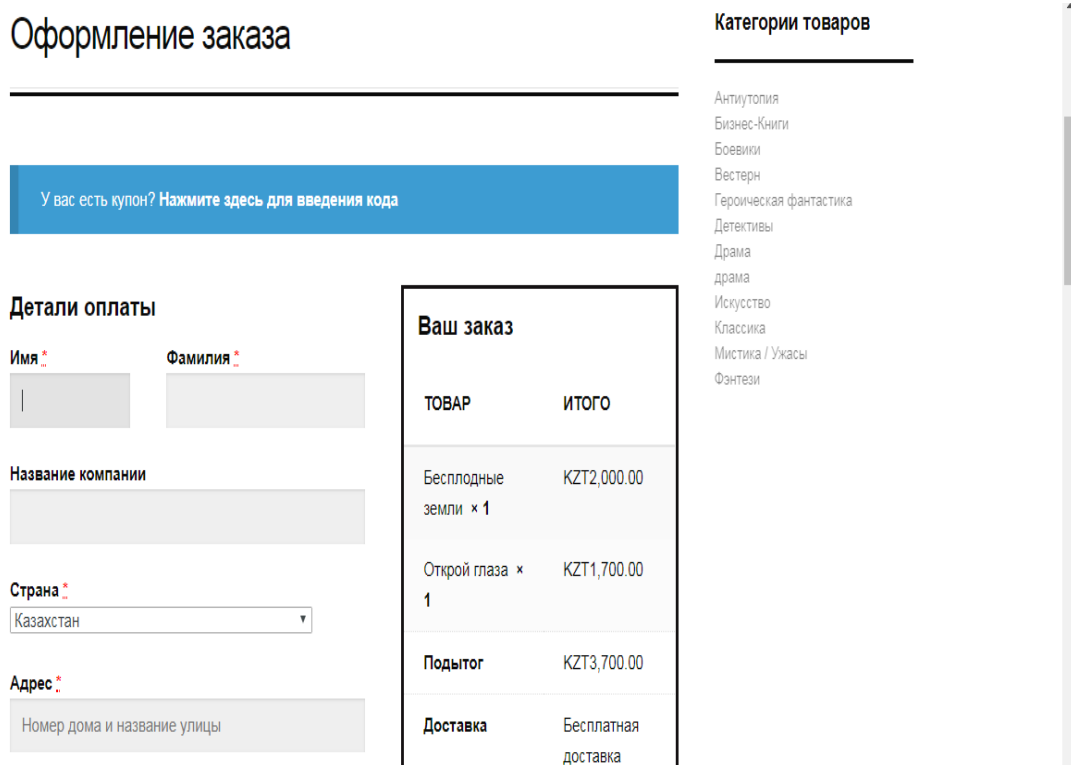 Оформление заказа
У вас есть купон? Нажмите здесь для введения кода
Детали оплаты
Имя *
Фамилия *
Название компании
Страна *
Казахстан
Адрес *
Номер дома и название улицы
Ваш заказ
ТОВАР ИТОГО
Бесплодные KZT2,000.00
земли × 1
Открой глаза × KZT1,700.00
1
Подытог KZT3,700.00
Доставка Бесплатная
доставка
Категории товаров
Антиутопия
Бизнес-Книги
Боевики
Вестерн
Героическая фантастика
Детективы
Драма
драма
Искусство
Классика
Мистика / Ужасы
Фэнтези